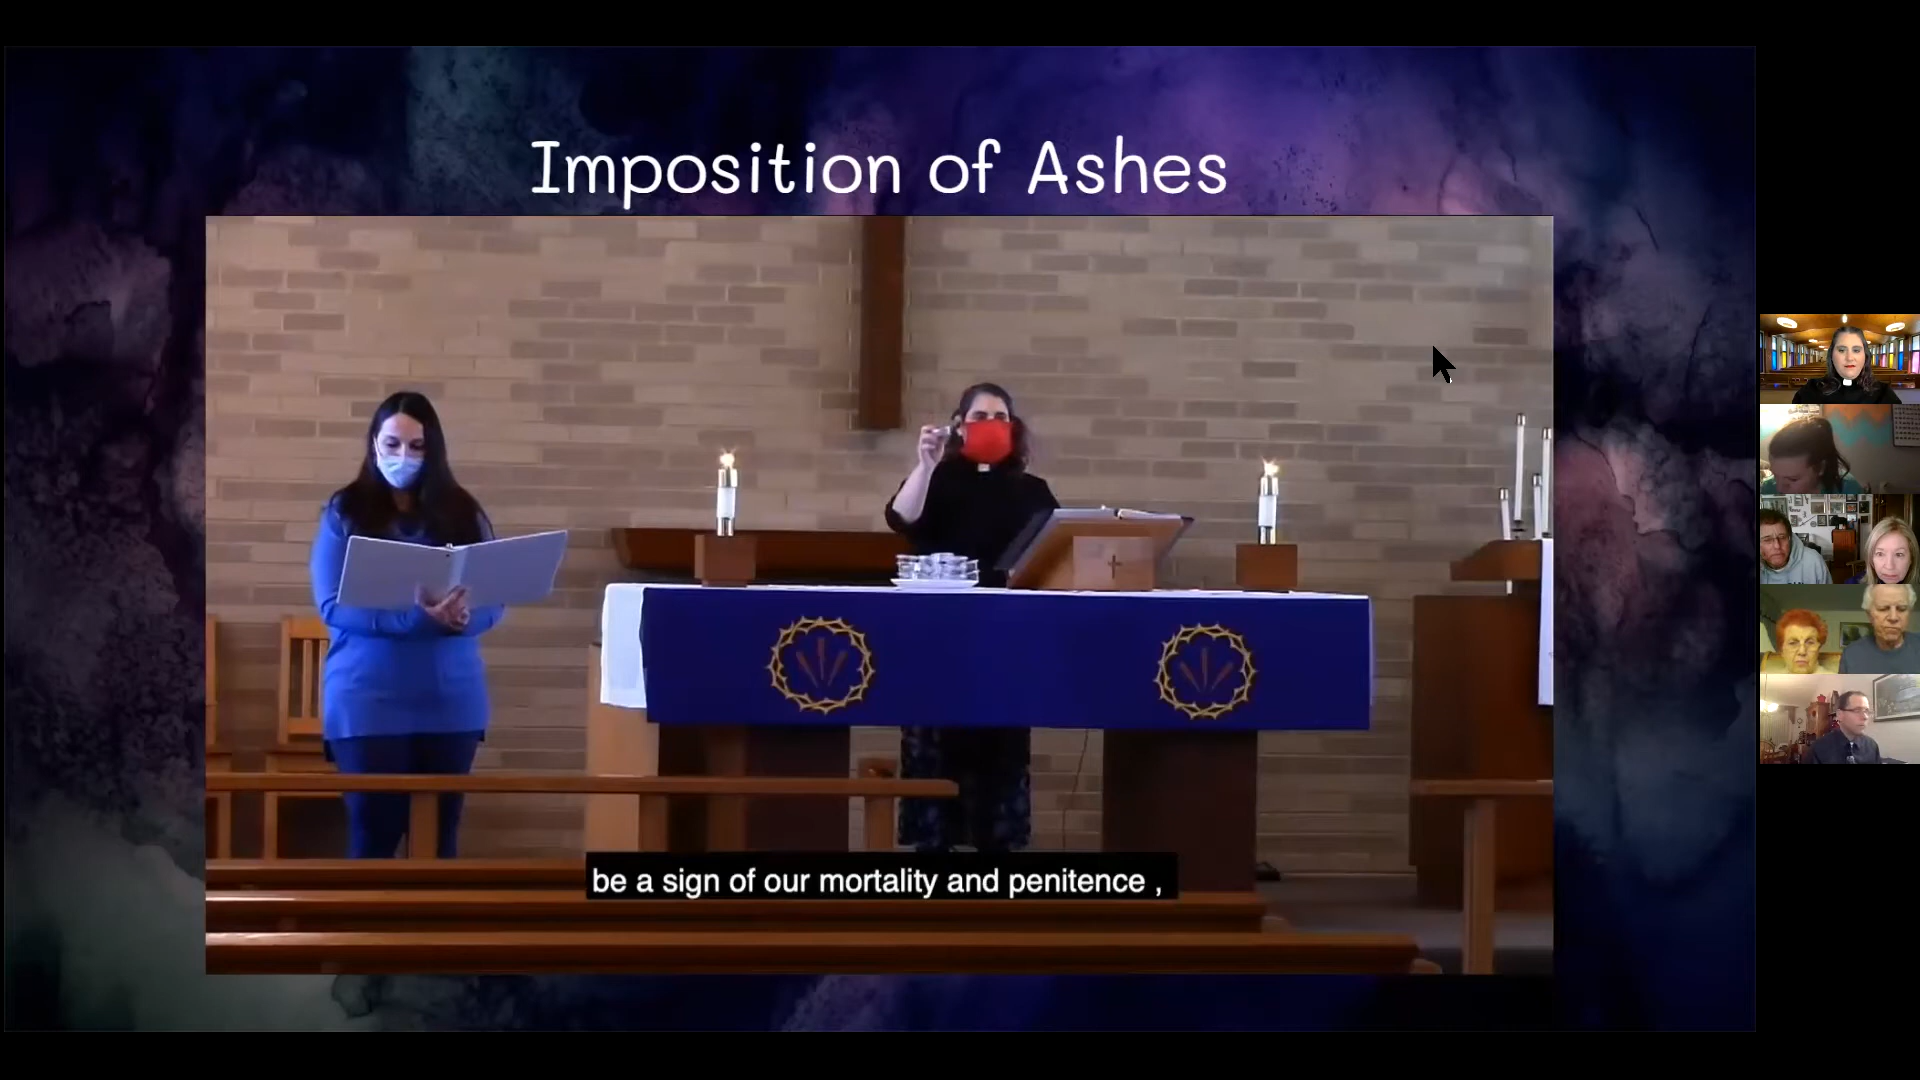 Imposition of Ashes
be a sign of our mortality and penitence ,